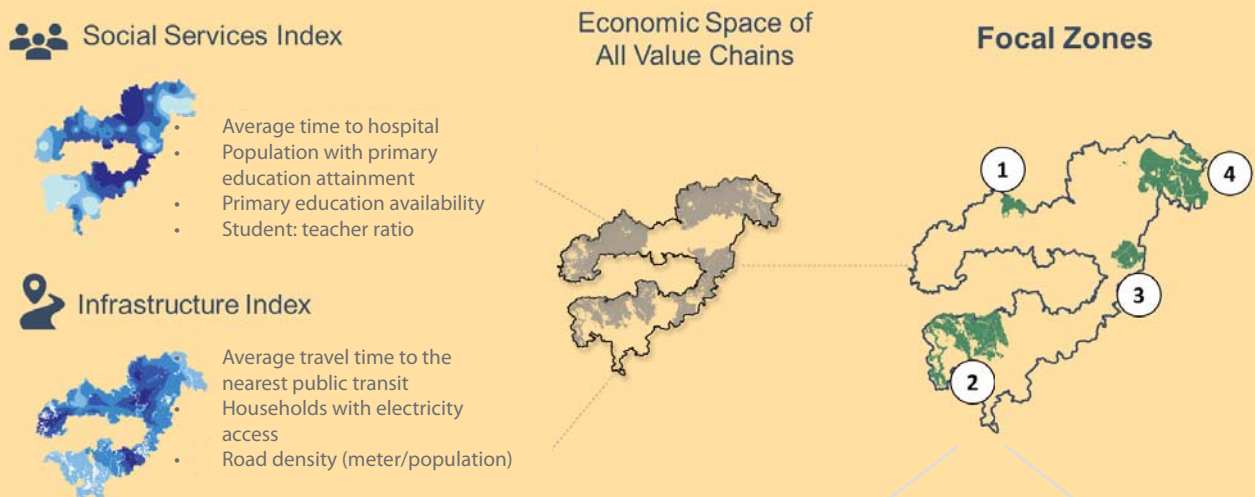 Social Services Index
• Average time to hospital
• Population with primary
education attainment
• Primary education availability
• Student: teacher ratio
Infrastructure Index
• Average travel time to the
nearest public transit
• Households with electricity
access
• Road density (meter/population)
Economic Space of
All Value Chains
Focal Zones
1
4
3
2